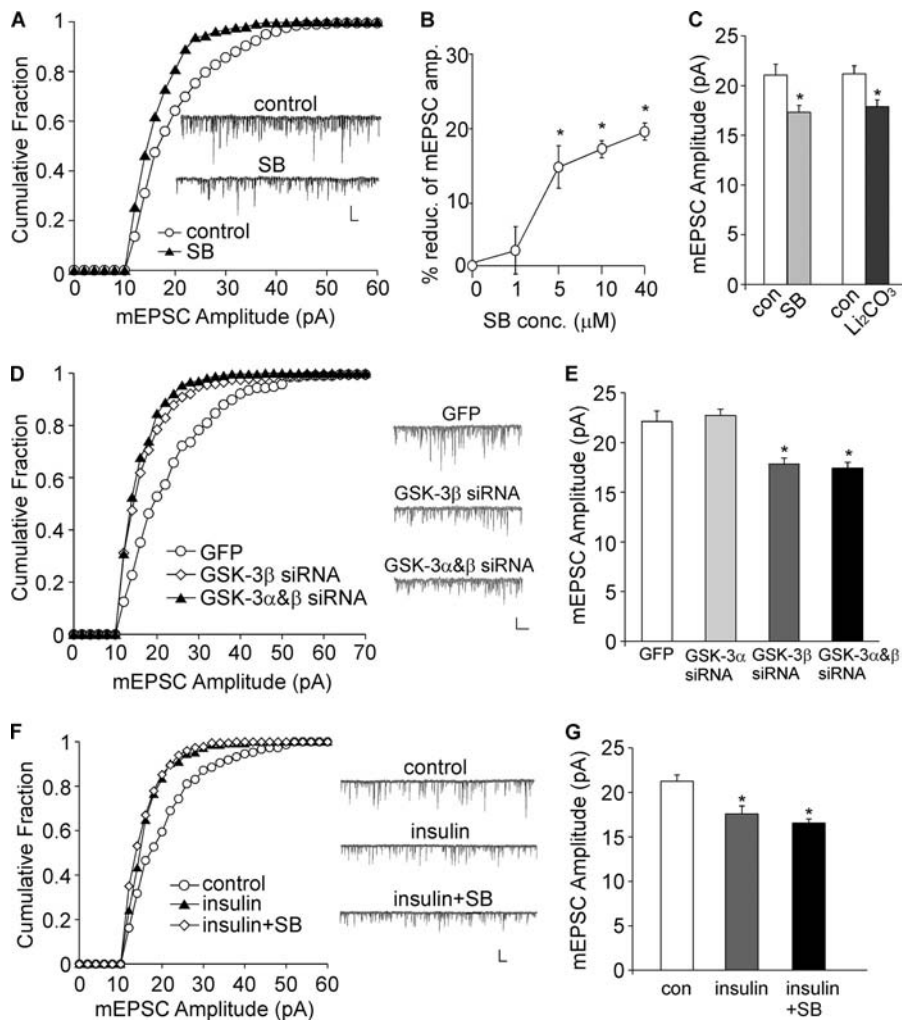 A
Cumulative Fraction
1
0.8
0.6
0.4
0.2
0
control
SB
control
SB
0 10 20 30 40 50 60
mEPSC Amplitude (pA)
B
% reduc. of mEPSC amp.
30
20
10
0
* * *
0 1 5 10 40
SB conc. (μM)
C
mEPSC Amplitude (pA)
25
20
15
10
5
0
* *
con SB con Li₂CO₃
D
Cumulative Fraction
1
0.8
0.6
0.4
0.2
0
GFP
GSK-3β siRNA
GSK-3α&β siRNA
0 10 20 30 40 50 60 70
mEPSC Amplitude (pA)
GFP
GSK-3β siRNA
GSK-3α&β siRNA
E
mEPSC Amplitude (pA)
25
20
15
10
5
0
* *
GFP GSK-3α GSK-3β GSK-3α&β
siRNA siRNA siRNA
F
Cumulative Fraction
1
0.8
0.6
0.4
0.2
0
control
insulin
insulin+SB
0 10 20 30 40 50 60
mEPSC Amplitude (pA)
control
insulin
insulin+SB
G
mEPSC Amplitude (pA)
25
20
15
10
5
0
* *
con insulin insulin
+SB